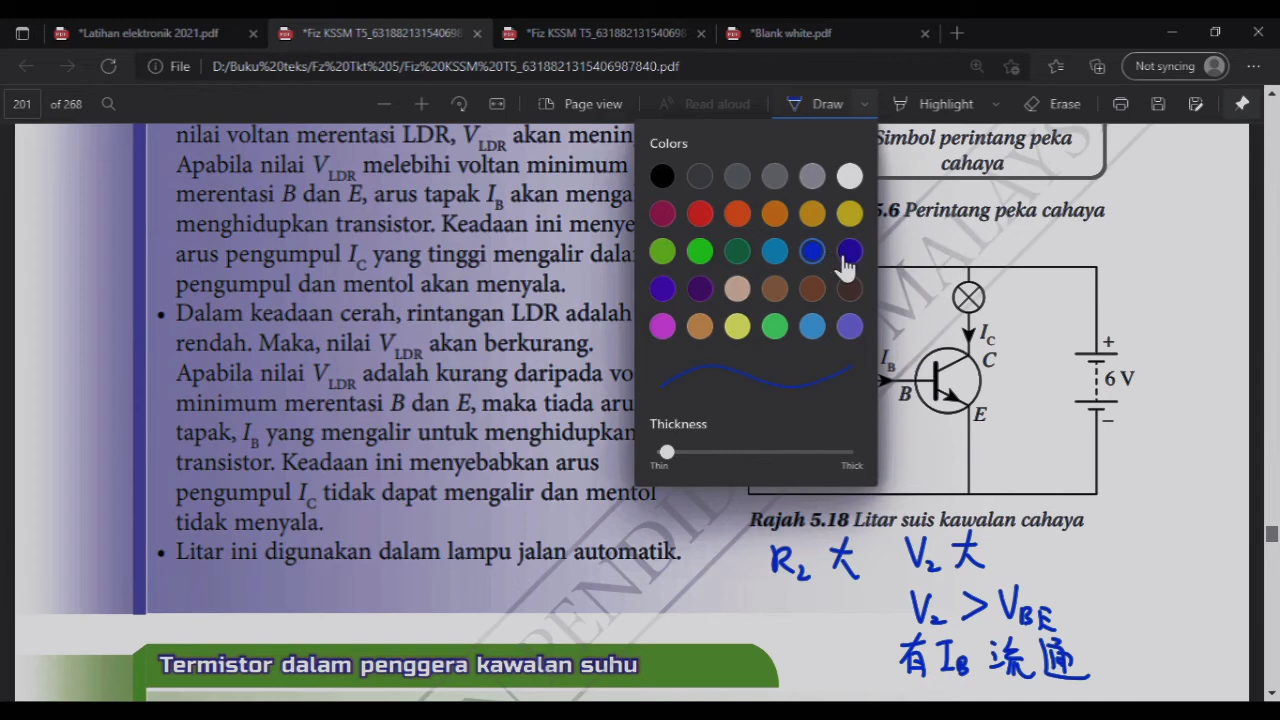 *Latihan elektronik 2021.pdf
*Fiz KSSM T5_631882131540698
*Fiz KSSM T5_6318821315406987
*Blank white.pdf
File
D:/Buku%20teks/Fz%20Tkt%205/Fiz%20KSSM%20T5_6318821315406987840.pdf
Not syncing
201 of 268
Page view
Read aloud
Draw
Highlight
Erase
nilai voltan merentasi LDR, V_LDR akan menin
Apabila nilai V_LDR melebihi voltan minimum
merentasi B dan E, arus tapak I_B akan menga
menghidupkan transistor. Keadaan ini menye
arus pengumpul I_C yang tinggi mengalir dala
pengumpul dan mentol akan menyala.
• Dalam keadaan cerah, rintangan LDR adalah
rendah. Maka, nilai V_LDR akan berkurang.
Apabila nilai V_LDR adalah kurang daripada vo
minimum merentasi B dan E, maka tiada aru
tapak, I_B yang mengalir untuk menghidupkan
transistor. Keadaan ini menyebabkan arus
pengumpul I_C tidak dapat mengalir dan mentol
tidak menyala.
• Litar ini digunakan dalam lampu jalan automatik.
Termistor dalam penggera kawalan suhu
Colors
Thickness
Thin
Thick
Simbol perintang peka
cahaya
5.6 Perintang peka cahaya
I_C
C
I_B
B
E
+
6 V
−
Rajah 5.18 Litar suis kawalan cahaya
R₂ 大 V₂ 大
V₂ > V_BE
有 I_B 流通
PENDIDI
MALAYS